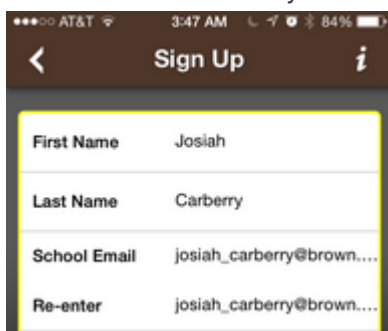 AT&T 3:47 AM 84%
Sign Up i
First Name Josiah
Last Name Carberry
School Email josiah_carberry@brown....
Re-enter josiah_carberry@brown....